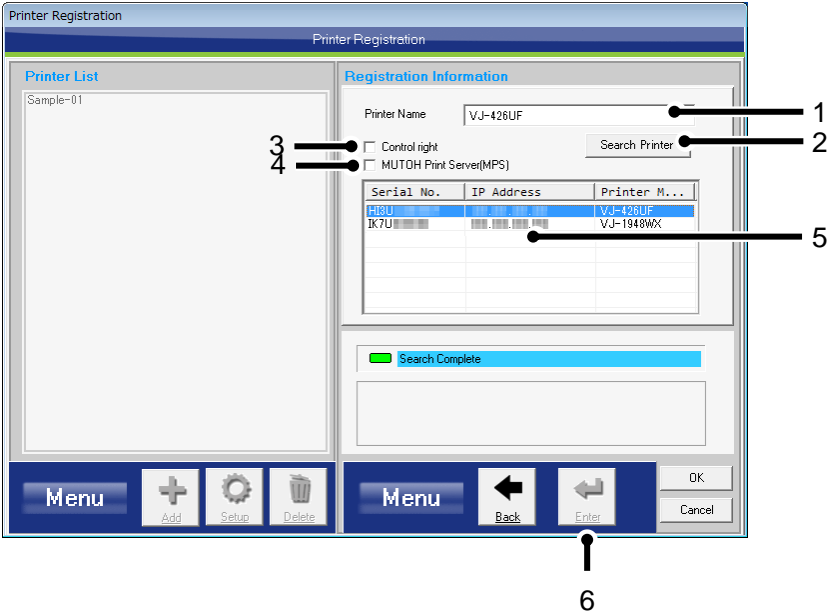 Printer Registration
Printer Registration
Printer List
Sample-01
Registration Information
Printer Name
VJ-426UF
1
Search Printer
2
3
Control right
4
MUTOH Print Server(MPS)
Serial No. IP Address Printer M...
HI3U VJ-426UF
IK7U VJ-1948WX
5
Search Complete
Menu
Add
Setup
Delete
Menu
Back
Enter
OK
Cancel
6